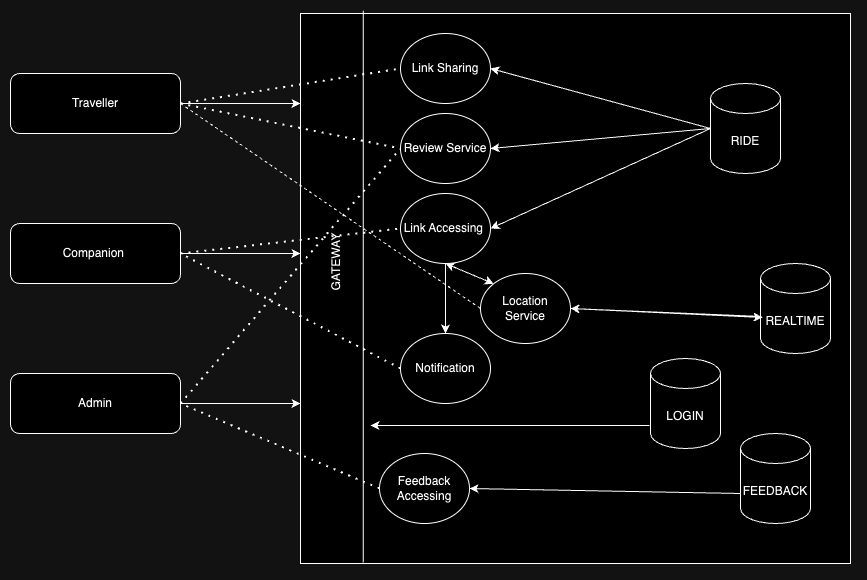 Traveller
Companion
Admin
GATEWAY
Link Sharing
Review Service
Link Accessing
Location
Service
Notification
Feedback
Accessing
RIDE
REALTIME
LOGIN
FEEDBACK